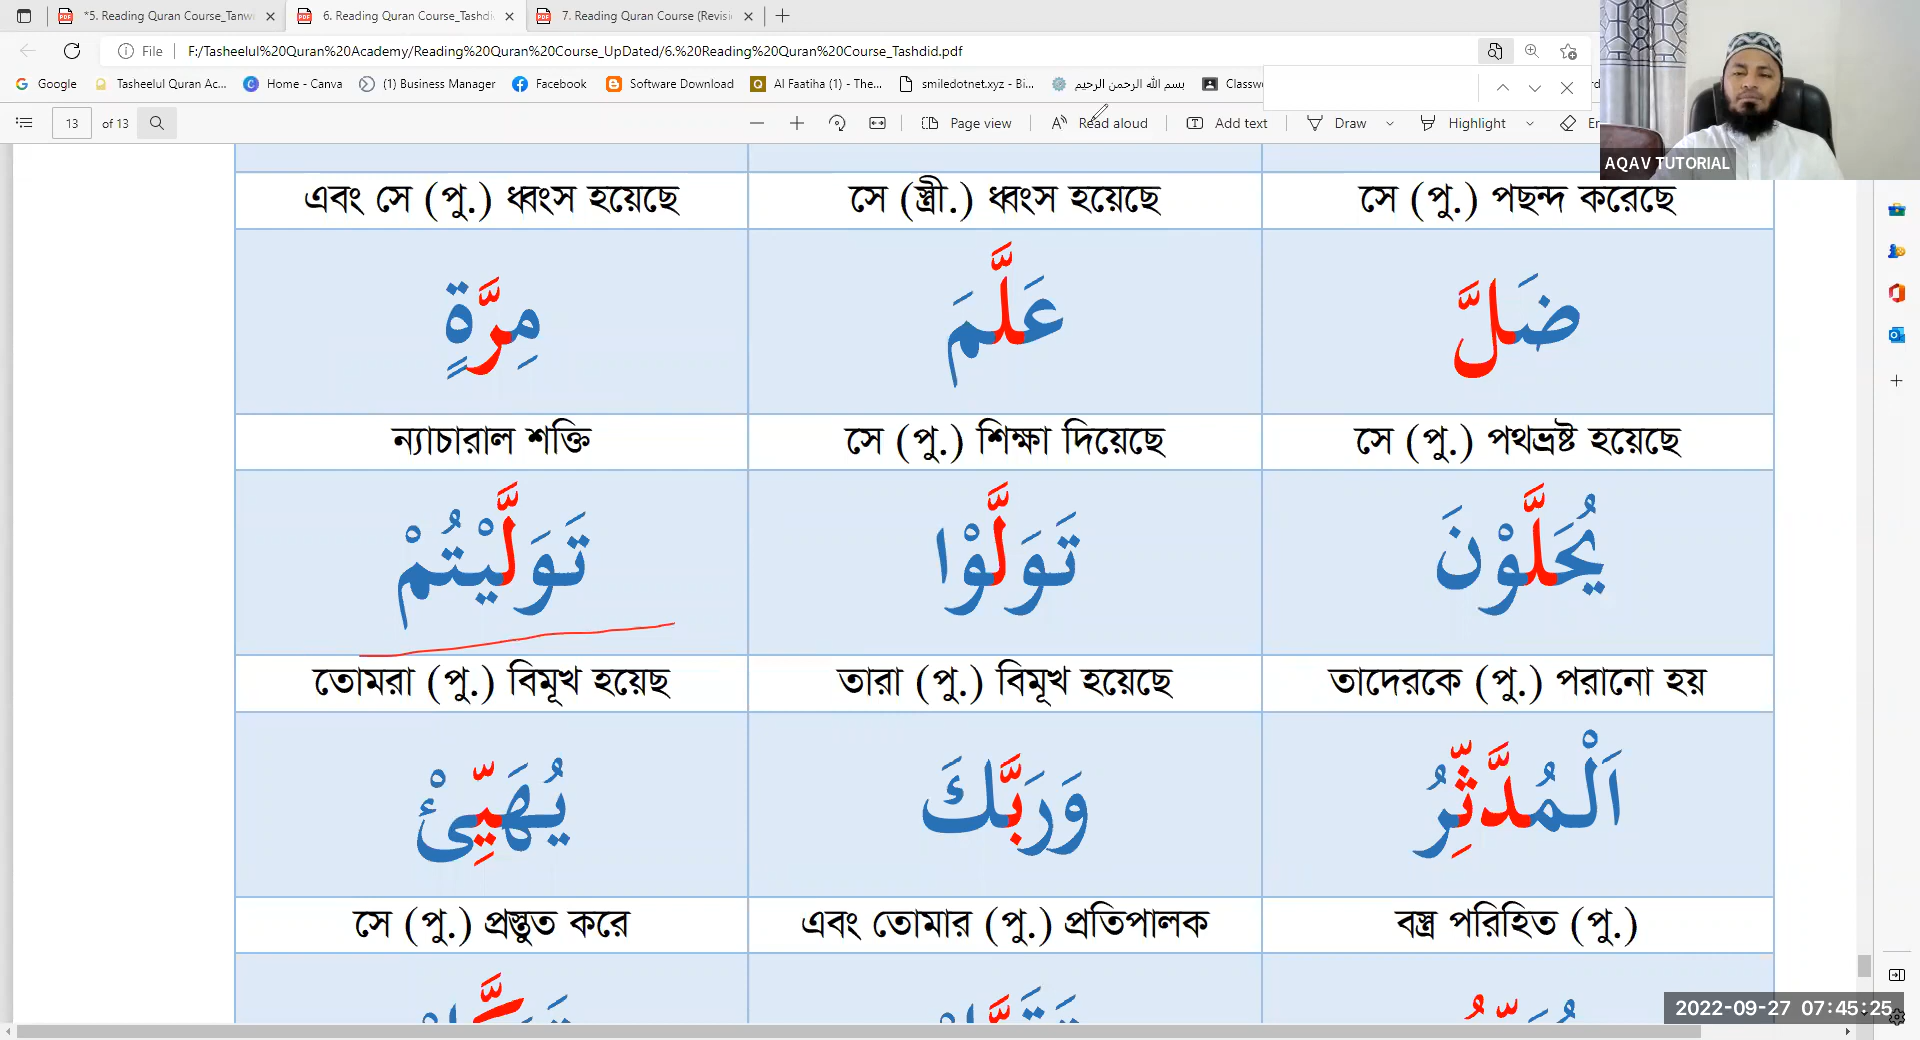 *5. Reading Quran Course_Tanwi
6. Reading Quran Course_Tashdi
7. Reading Quran Course (Revisi
File F:/Tasheelul%20Quran%20Academy/Reading%20Quran%20Course_UpDated/6.%20Reading%20Quran%20Course_Tashdid.pdf
Google Tasheelul Quran Ac... Home - Canva (1) Business Manager Facebook Software Download Al Faatiha (1) - The... smiledotnet.xyz - Bi... بسم الله الرحمن الرحيم Classw
13 of 13 Page view Read aloud Add text Draw Highlight
AQAV TUTORIAL
এবং সে (পু.) ধ্বংস হয়েছে সে (স্ত্রী.) ধ্বংস হয়েছে সে (পু.) পছন্দ করেছে
مِرَّةٍ عَلَّمَ ضَلَّ
ন্যাচারাল শক্তি সে (পু.) শিক্ষা দিয়েছে সে (পু.) পথভ্রষ্ট হয়েছে
تَوَلَّيْتُمْ تَوَلَّوْا يُحَلَّوْنَ
তোমরা (পু.) বিমূখ হয়েছ তারা (পু.) বিমূখ হয়েছে তাদেরকে (পু.) পরানো হয়
يُهَيِّئْ وَرَبَّكَ اَلْمُدَّثِّرُ
সে (পু.) প্রস্তুত করে এবং তোমার (পু.) প্রতিপালক বস্ত্র পরিহিত (পু.)
2022-09-27 07:45:25